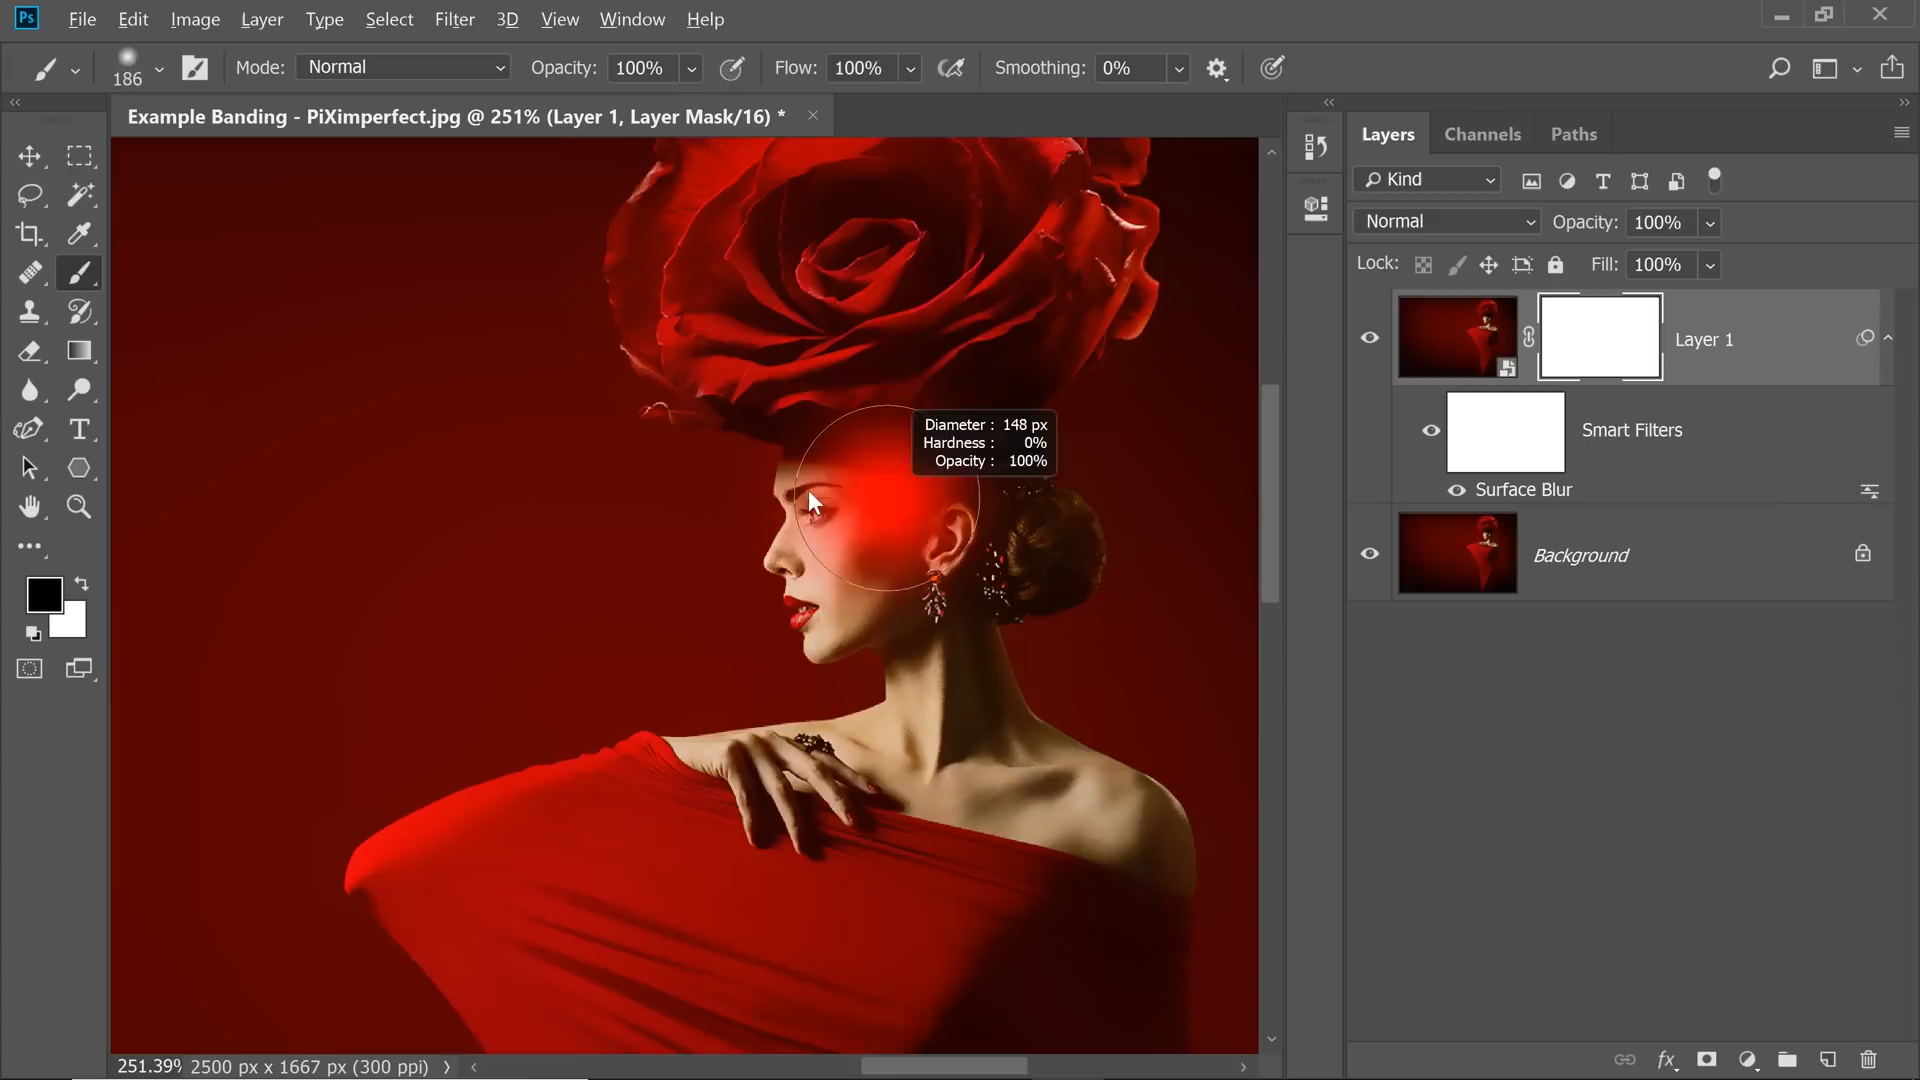 Ps File Edit Image Layer Type Select Filter 3D View Window Help
186 Mode: Normal Opacity: 100% Flow: 100% Smoothing: 0%
Example Banding - PiXimperfect.jpg @ 251% (Layer 1, Layer Mask/16) *
Layers Channels Paths
Kind
Normal Opacity: 100%
Lock: Fill: 100%
Layer 1
Diameter : 148 px
Hardness : 0%
Opacity : 100%
Smart Filters
Surface Blur
Background
251.39% 2500 px x 1667 px (300 ppi)
fx